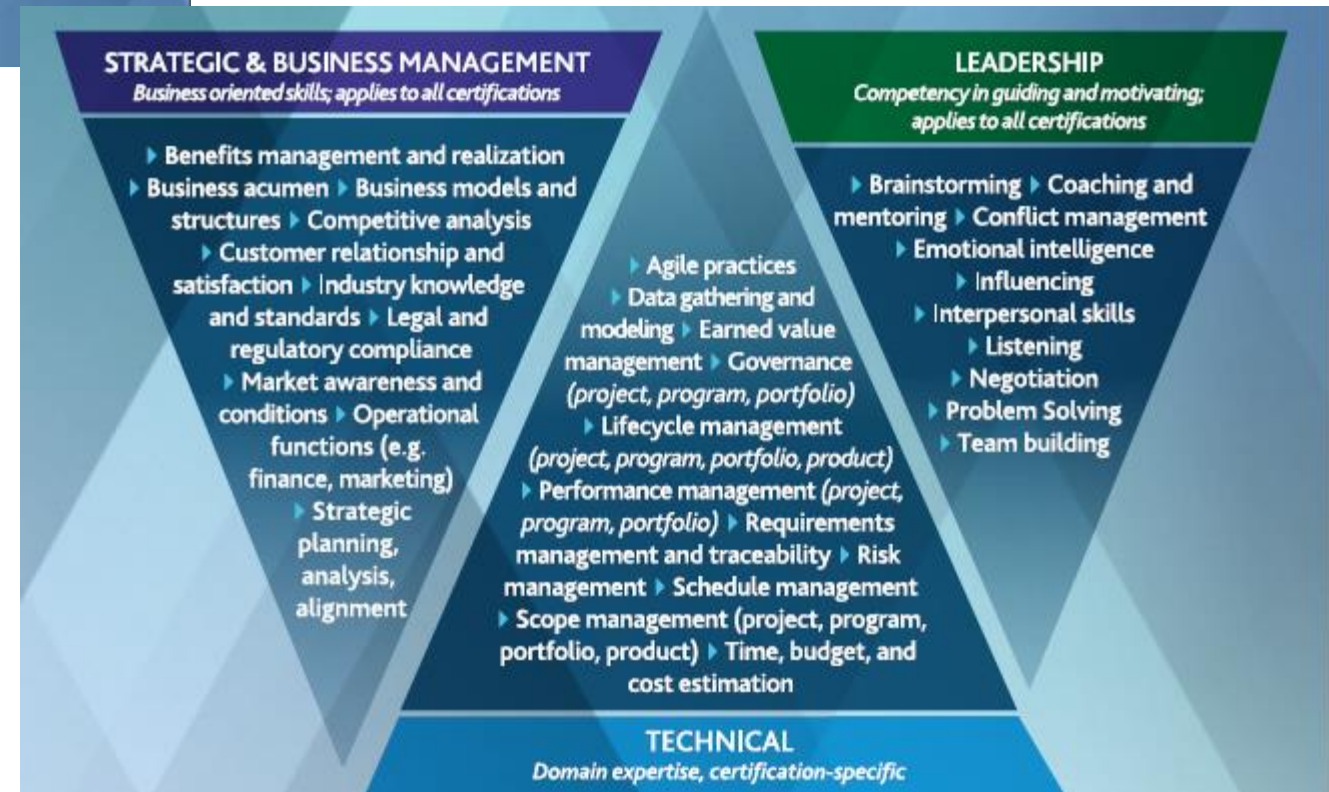 STRATEGIC & BUSINESS MANAGEMENT
Business oriented skills; applies to all certifications
Benefits management and realization
Business acumen Business models and
structures Competitive analysis
Customer relationship and
satisfaction Industry knowledge
and standards Legal and
regulatory compliance
Market awareness and
conditions Operational
functions (e.g.
finance, marketing)
Strategic
planning,
analysis,
alignment
Agile practices
Data gathering and
modeling Earned value
management Governance
(project, program, portfolio)
Lifecycle management
(project, program, portfolio, product)
Performance management (project,
program, portfolio) Requirements
management and traceability Risk
management Schedule management
Scope management (project, program,
portfolio, product) Time, budget, and
cost estimation
TECHNICAL
Domain expertise, certification-specific
LEADERSHIP
Competency in guiding and motivating;
applies to all certifications
Brainstorming Coaching and
mentoring Conflict management
Emotional intelligence
Influencing
Interpersonal skills
Listening
Negotiation
Problem Solving
Team building